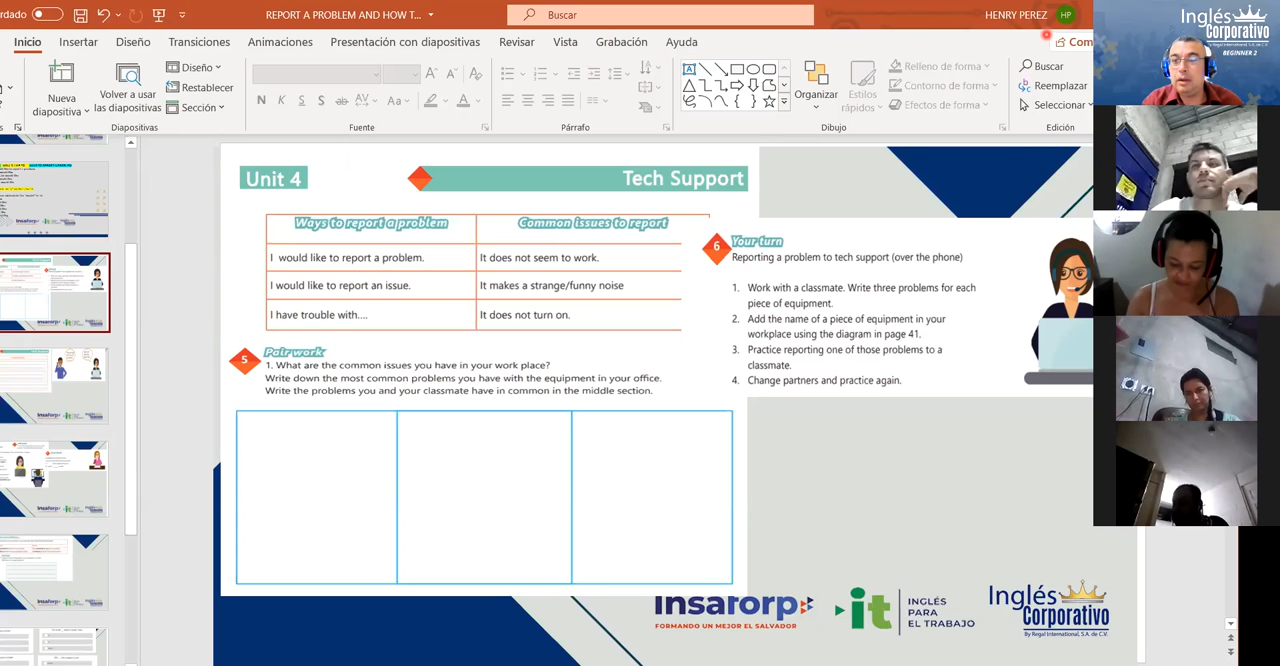 rdado
REPORT A PROBLEM AND HOW T...
Buscar
HENRY PEREZ
HP
Inicio
Insertar
Diseño
Transiciones
Animaciones
Presentación con diapositivas
Revisar
Vista
Grabación
Ayuda
Com
Nueva
diapositiva
Volver a usar
las diapositivas
Diseño
Restablecer
Sección
N K S S ab AV Aa
A
Organizar
Estilos
rápidos
Relleno de forma
Contorno de forma
Efectos de forma
Buscar
Reemplazar
Seleccionar
Diapositivas
Fuente
Párrafo
Dibujo
Edición
Inglés
Corporativo
By Regal International, S.A. de C.V.
BEGINNER 2
Unit 4
Tech Support
Ways to report a problem
Common issues to report
I would like to report a problem.
It does not seem to work.
I would like to report an issue.
It makes a strange/funny noise
I have trouble with....
It does not turn on.
5
Pair work
1. What are the common issues you have in your work place?
Write down the most common problems you have with the equipment in your office.
Write the problems you and your classmate have in common in the middle section.
6
Your turn
Reporting a problem to tech support (over the phone)
1. Work with a classmate. Write three problems for each
piece of equipment.
2. Add the name of a piece of equipment in your
workplace using the diagram in page 41.
3. Practice reporting one of those problems to a
classmate.
4. Change partners and practice again.
Insaforp
FORMANDO UN MEJOR EL SALVADOR
it
INGLÉS
PARA
EL TRABAJO
Inglés
Corporativo
By Regal International, S.A. de C.V.